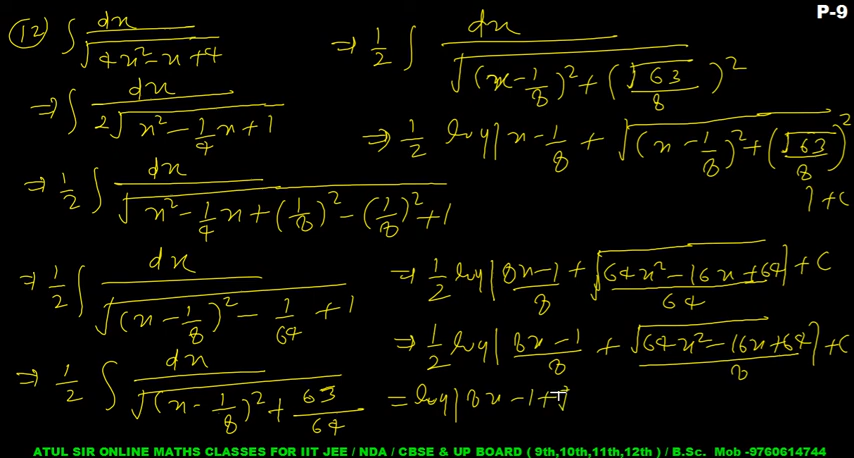 P-9
(12) ∫ dx / √(4x² - x + 4)
⇒ ∫ dx / 2√(x² - 1/4 x + 1)
⇒ 1/2 ∫ dx / √(x² - 1/4 x + (1/8)² - (1/8)² + 1)
⇒ 1/2 ∫ dx / √((x - 1/8)² - 1/64 + 1)
⇒ 1/2 ∫ dx / √((x - 1/8)² + 63/64)
⇒ 1/2 ∫ dx / √((x - 1/8)² + (√63/8)²)
⇒ 1/2 log | x - 1/8 + √((x - 1/8)² + (√63/8)²) | + C
⇒ 1/2 log | (8x - 1)/8 + √((64x² - 16x + 64)/64) | + C
⇒ 1/2 log | (8x - 1)/8 + √(64x² - 16x + 64)/8 | + C
= log | 8x - 1 + √
ATUL SIR ONLINE MATHS CLASSES FOR IIT JEE / NDA / CBSE & UP BOARD ( 9th,10th,11th,12th ) / B.Sc. Mob -9760614744